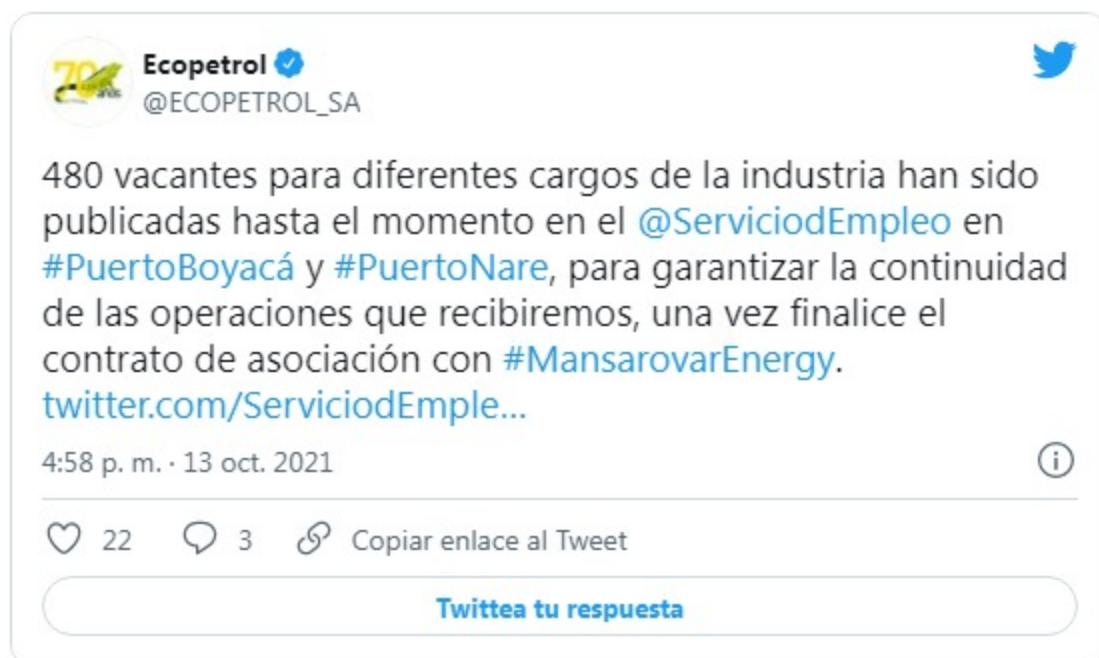 70
años
Ecopetrol
@ECOPETROL_SA
480 vacantes para diferentes cargos de la industria han sido
publicadas hasta el momento en el @ServiciodEmpleo en
#PuertoBoyacá y #PuertoNare, para garantizar la continuidad
de las operaciones que recibiremos, una vez finalice el
contrato de asociación con #MansarovarEnergy.
twitter.com/ServiciodEmple...
4:58 p. m. · 13 oct. 2021
22 3 Copiar enlace al Tweet
Twittea tu respuesta